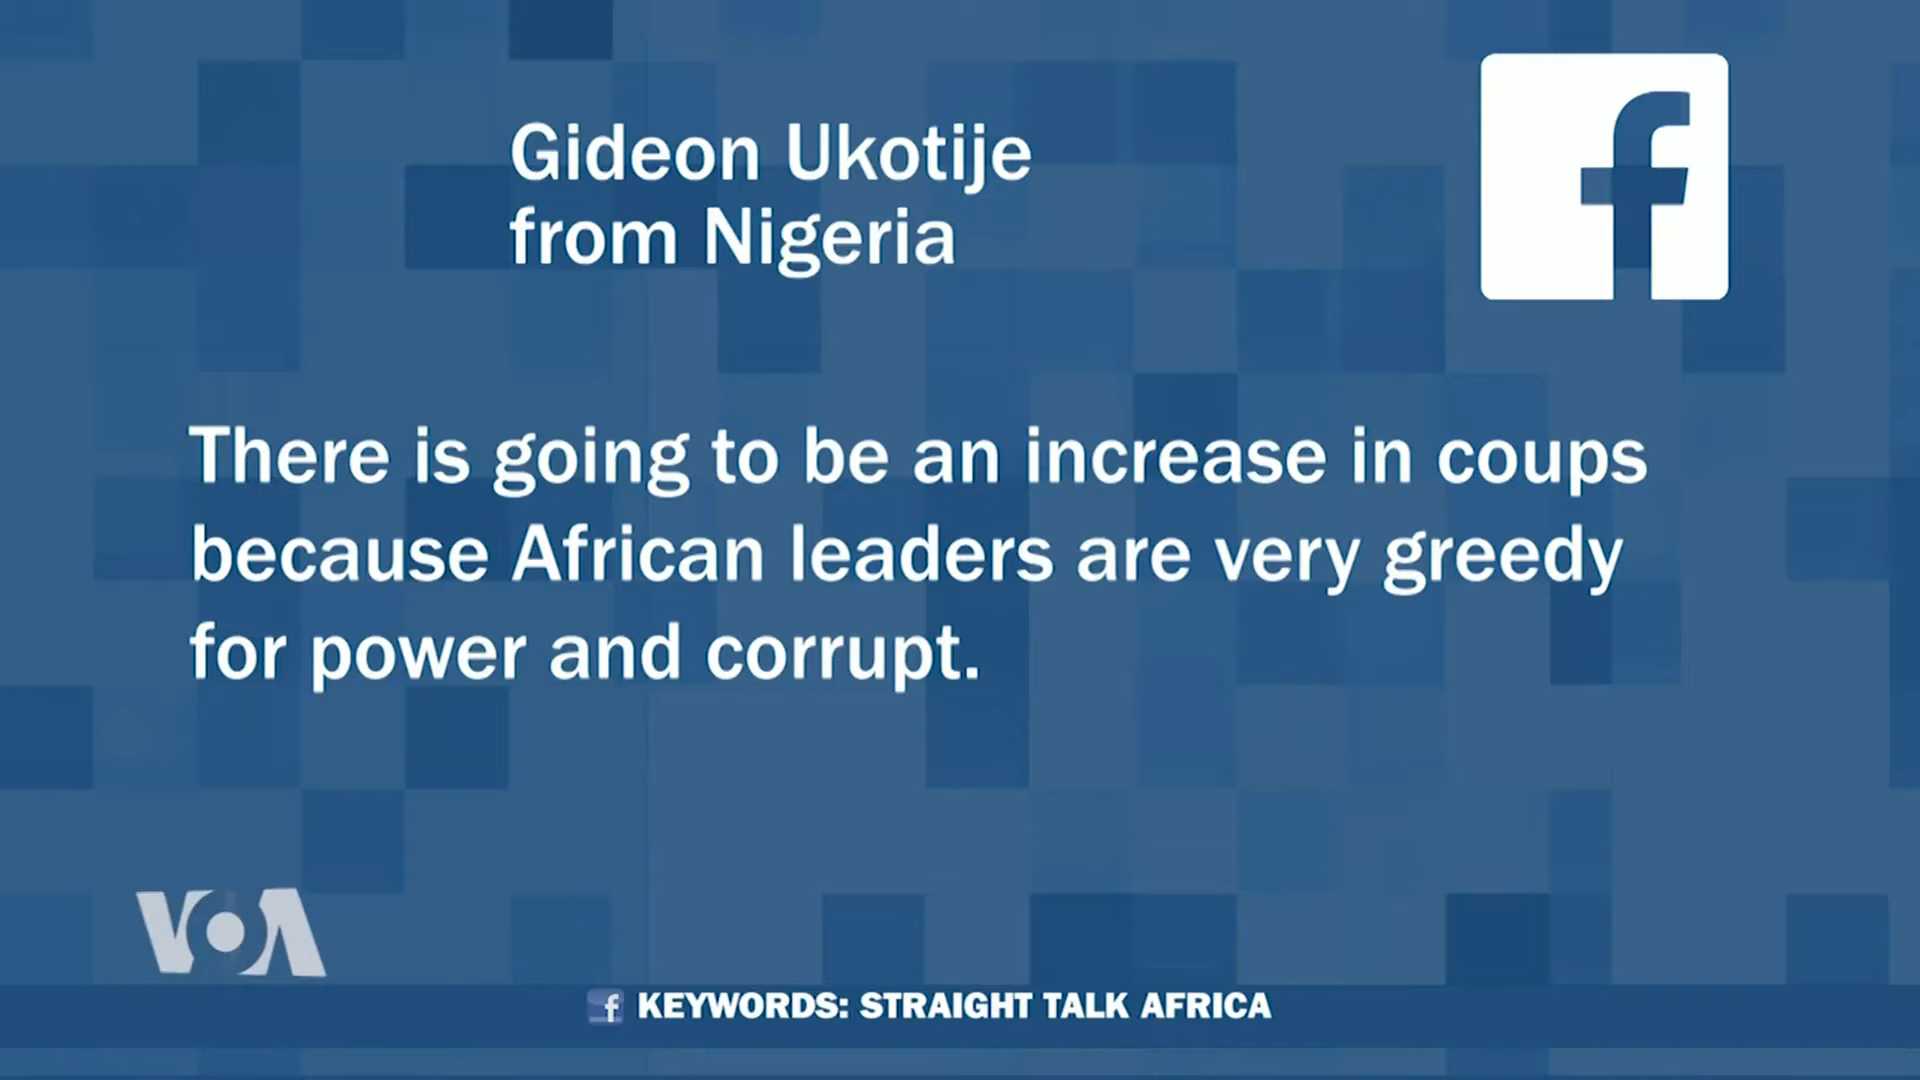 Gideon Ukotije
from Nigeria
There is going to be an increase in coups
because African leaders are very greedy
for power and corrupt.
VOA
KEYWORDS: STRAIGHT TALK AFRICA